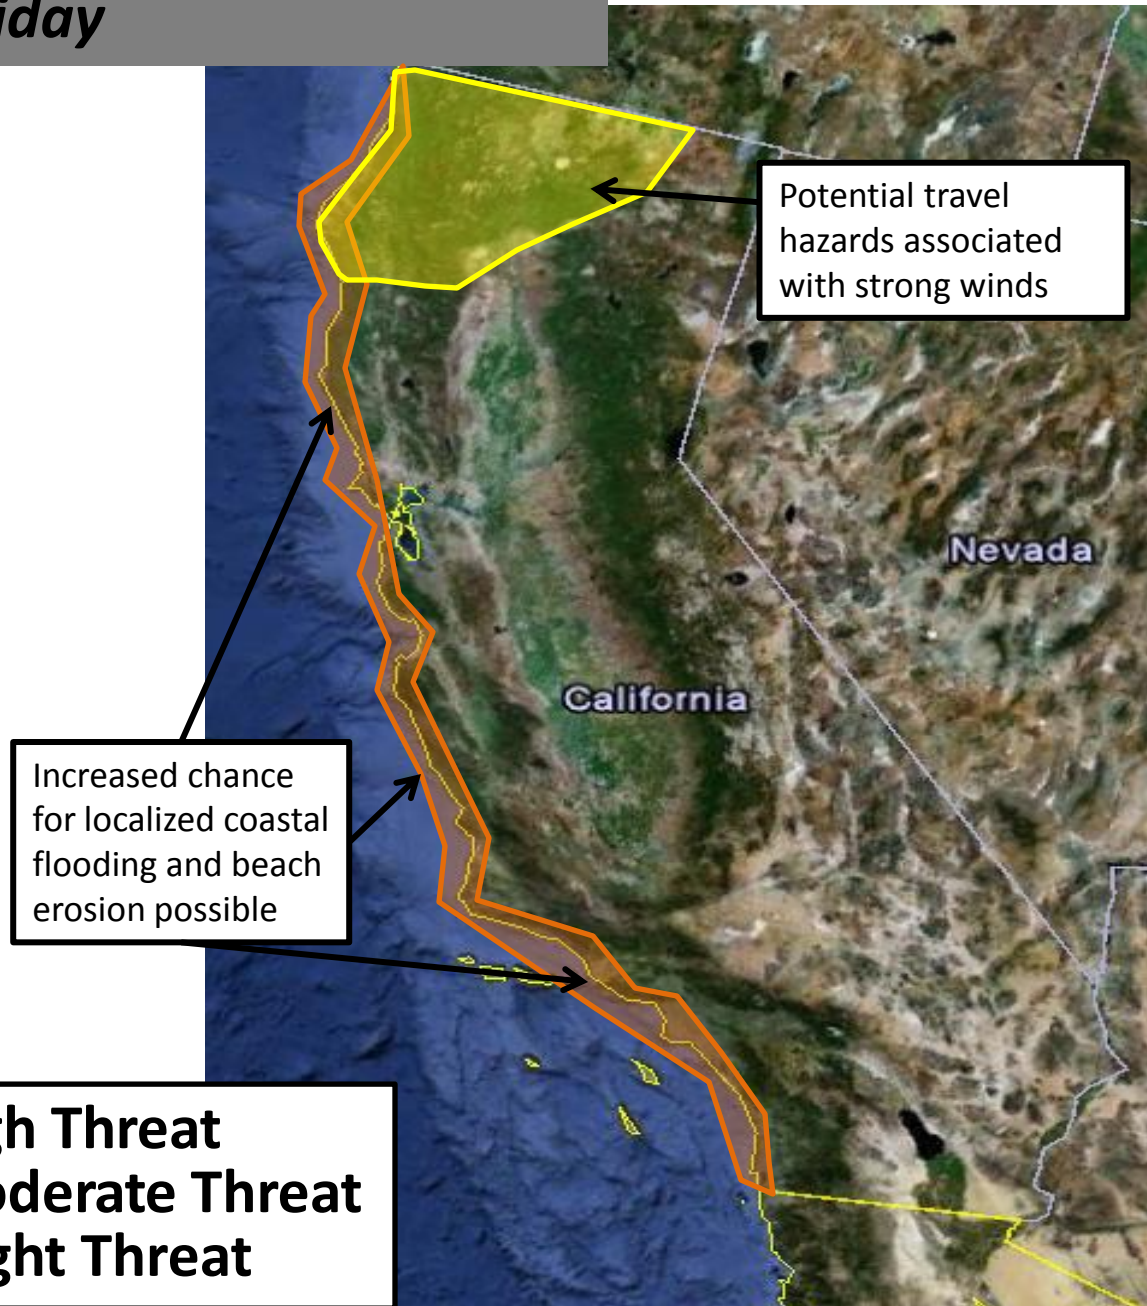 iday
Potential travel
hazards associated
with strong winds
Nevada
California
Increased chance
for localized coastal
flooding and beach
erosion possible
gh Threat
oderate Threat
ght Threat